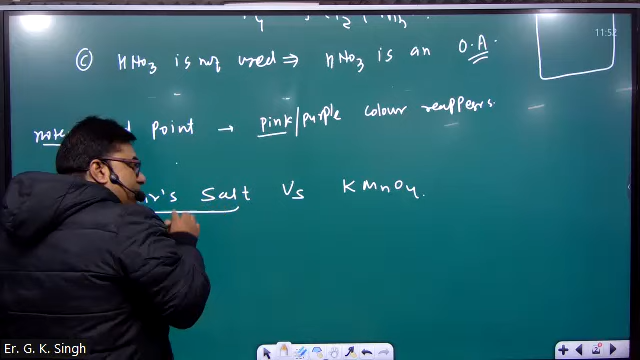 11:52
© HNO3 is not used ⇒ HNO3 is an O.A.
note point → pink/purple colour reappears.
Salt Vs KMnO4.
Er. G. K. Singh